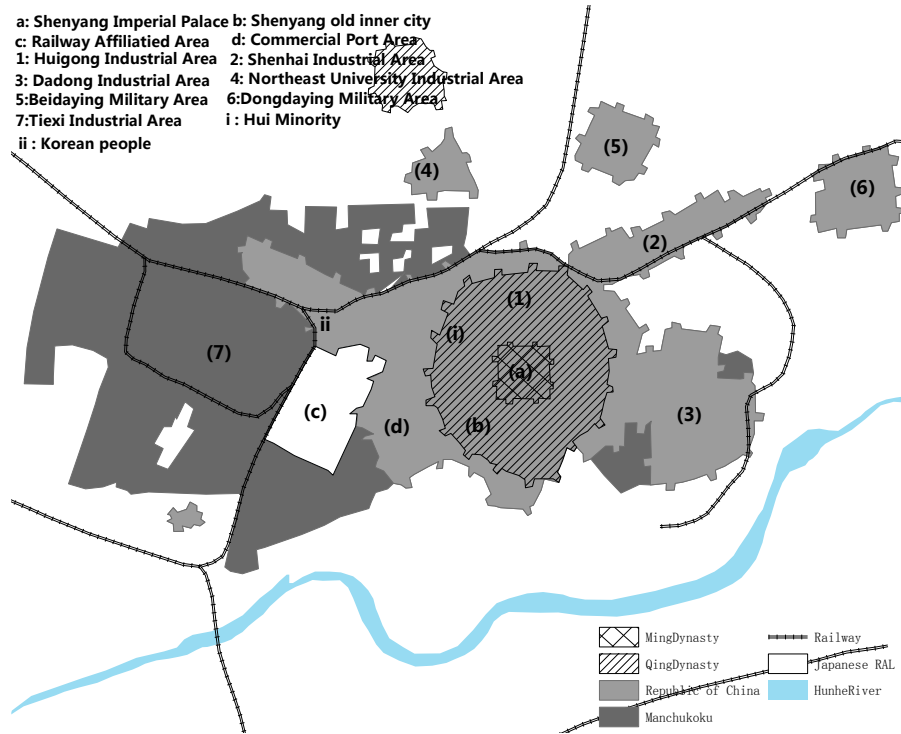 a: Shenyang Imperial Palace b: Shenyang old inner city
c: Railway Affiliatied Area d: Commercial Port Area
1: Huigong Industrial Area 2: Shenhai Industrial Area
3: Dadong Industrial Area 4: Northeast University Industrial Area
5:Beidaying Military Area 6:Dongdaying Military Area
7:Tiexi Industrial Area i : Hui Minority
ii : Korean people
(5)
(4)
(6)
(2)
(1)
ii
(i)
(7)
(a)
(c)
(3)
(d)
(b)
MingDynasty Railway
QingDynasty Japanese RAL
Republic of China HunheRiver
Manchukoku